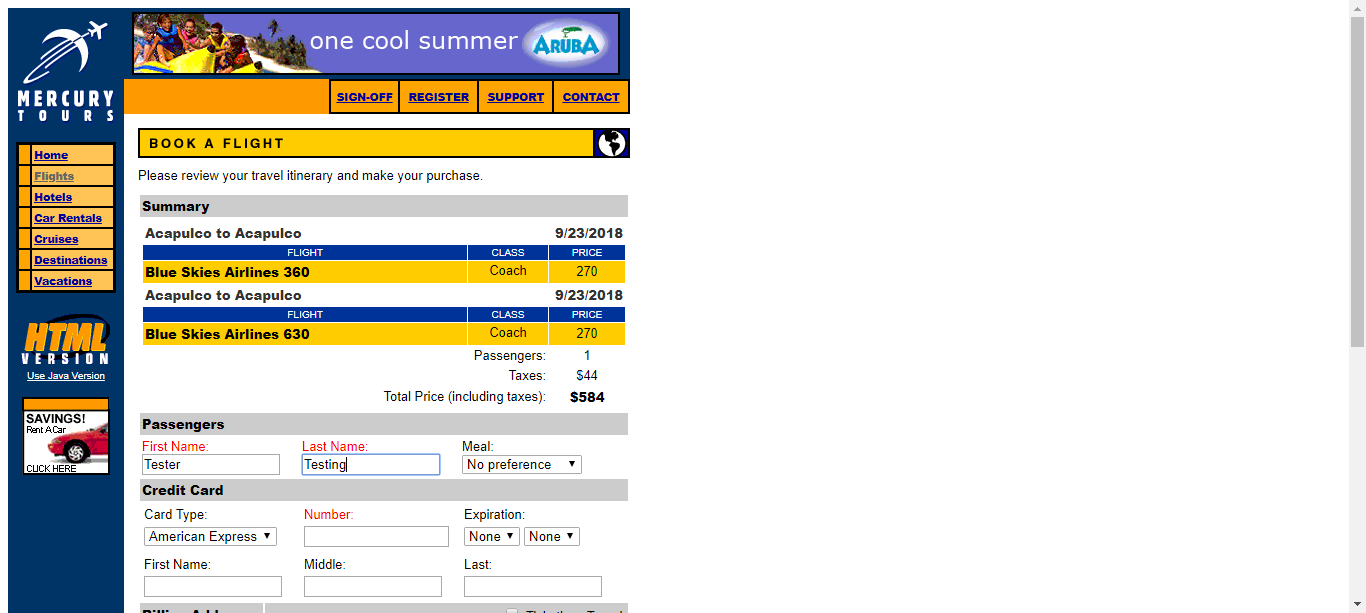 one cool summer ARUBA
MERCURY
TOURS
SIGN-OFF REGISTER SUPPORT CONTACT
Home
Flights
Hotels
Car Rentals
Cruises
Destinations
Vacations
HTML
VERSION
Use Java Version
SAVINGS!
Rent A Car
CLICK HERE
BOOK A FLIGHT
Please review your travel itinerary and make your purchase.
Summary
Acapulco to Acapulco 9/23/2018
FLIGHT CLASS PRICE
Blue Skies Airlines 360 Coach 270
Acapulco to Acapulco 9/23/2018
FLIGHT CLASS PRICE
Blue Skies Airlines 630 Coach 270
Passengers: 1
Taxes: $44
Total Price (including taxes): $584
Passengers
First Name: Last Name: Meal:
Tester Testing No preference
Credit Card
Card Type: Number: Expiration:
American Express None None
First Name: Middle: Last: